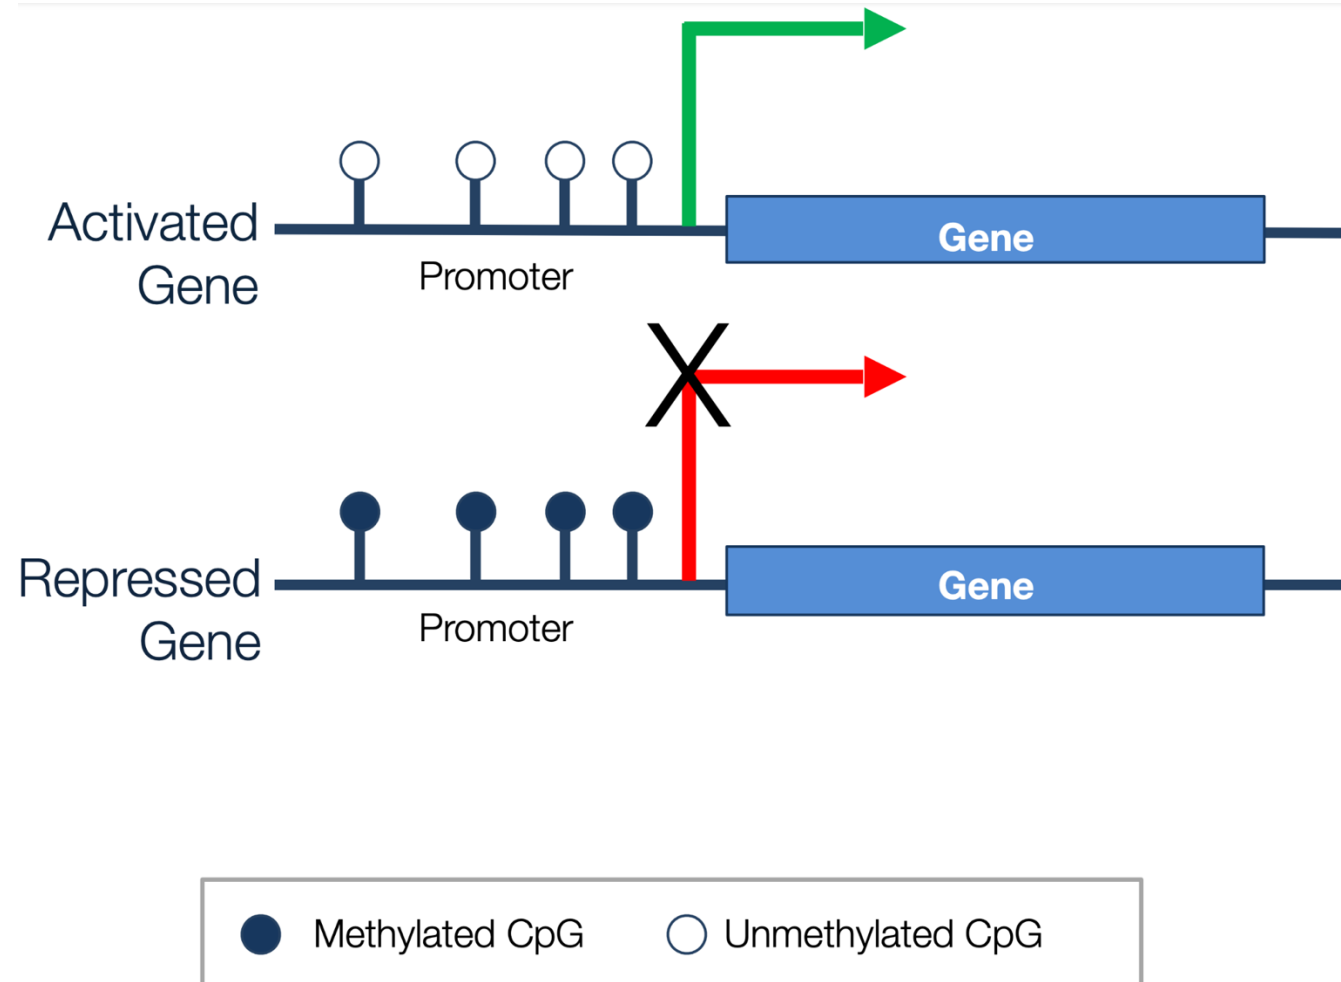 Activated
Gene
Gene
Promoter
Repressed
Gene
Gene
Promoter
Methylated CpG
Unmethylated CpG